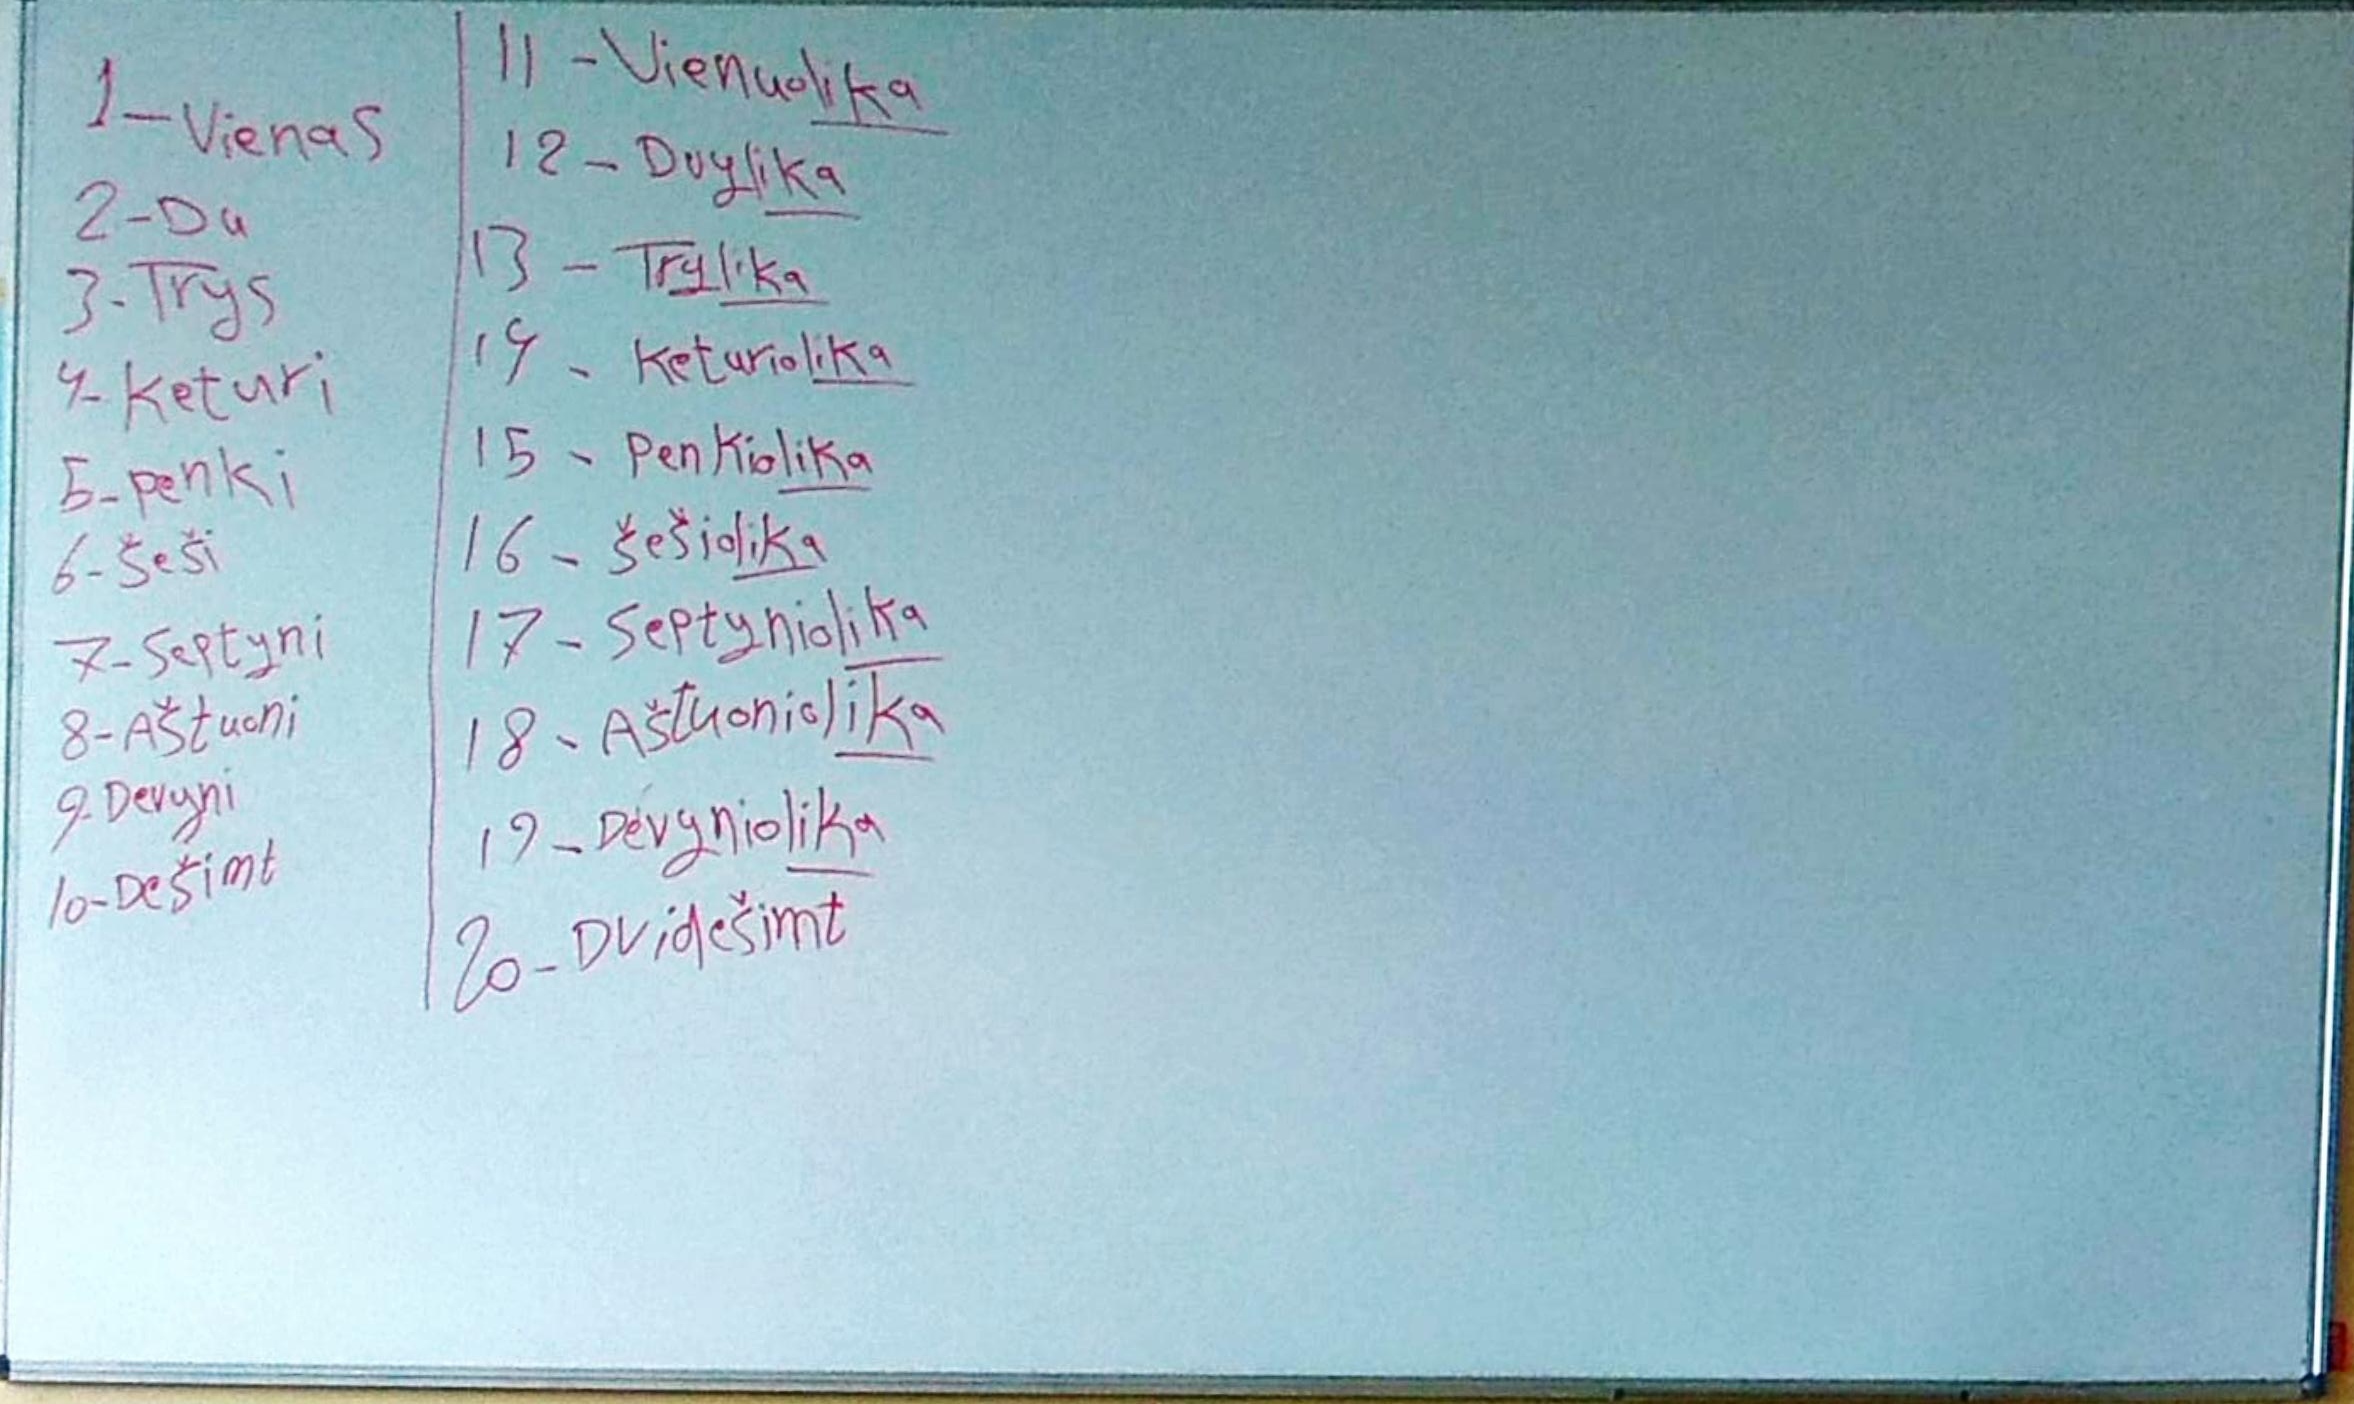 1-Vienas
2-Du
3-Trys
4-Keturi
5-penki
6-šeši
7-Septyni
8-Aštuoni
9-Devyni
10-Dešimt
11-Vienuolika
12-Dvylika
13-Trylika
14-Keturiolika
15-Penkiolika
16-šešiolika
17-Septyniolika
18-Aštuoniolika
19-Devyniolika
20-Dvidešimt